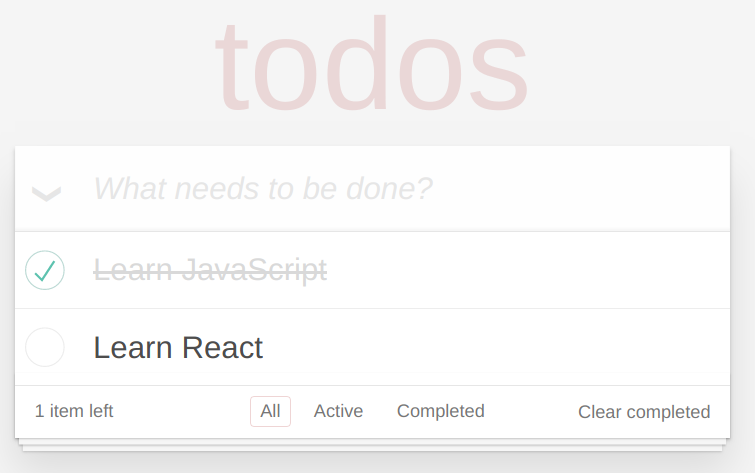 todos
What needs to be done?
Learn JavaScript
Learn React
1 item left All Active Completed Clear completed